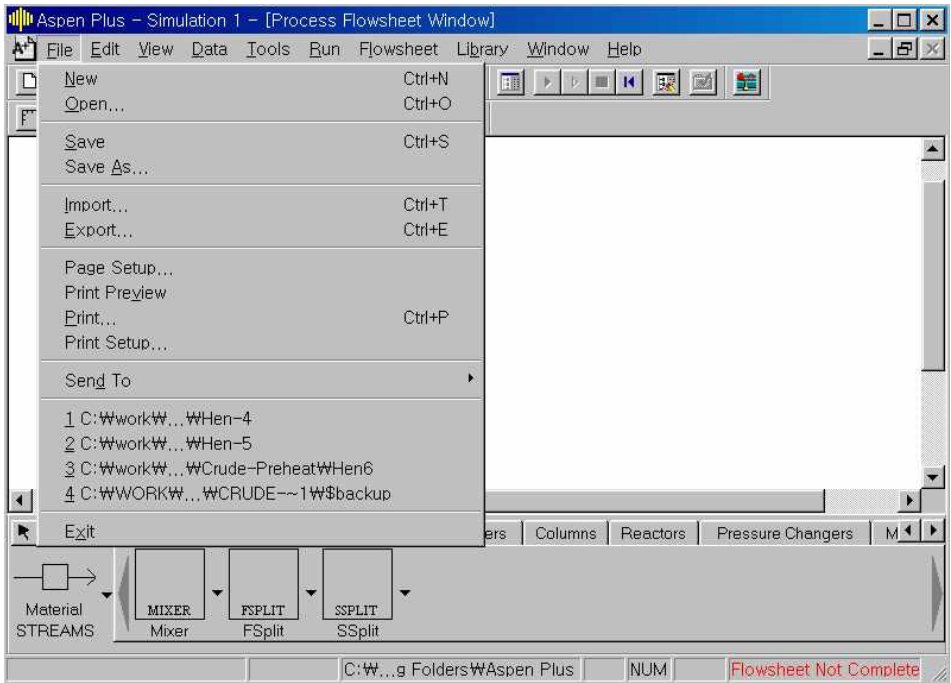 Aspen Plus - Simulation 1 - [Process Flowsheet Window]
File Edit View Data Tools Run Flowsheet Library Window Help
New Ctrl+N
Open... Ctrl+O
Save Ctrl+S
Save As...
Import... Ctrl+T
Export... Ctrl+E
Page Setup...
Print Preview
Print... Ctrl+P
Print Setup...
Send To
1 C:₩work₩...₩Hen-4
2 C:₩work₩...₩Hen-5
3 C:₩work₩...₩Crude-Preheat₩Hen6
4 C:₩WORK₩...₩CRUDE-~1₩$backup
Exit
ers Columns Reactors Pressure Changers M
MIXER FSPLIT SSPLIT
Material Mixer FSplit SSplit
STREAMS
C:₩...g Folders₩Aspen Plus NUM Flowsheet Not Complete